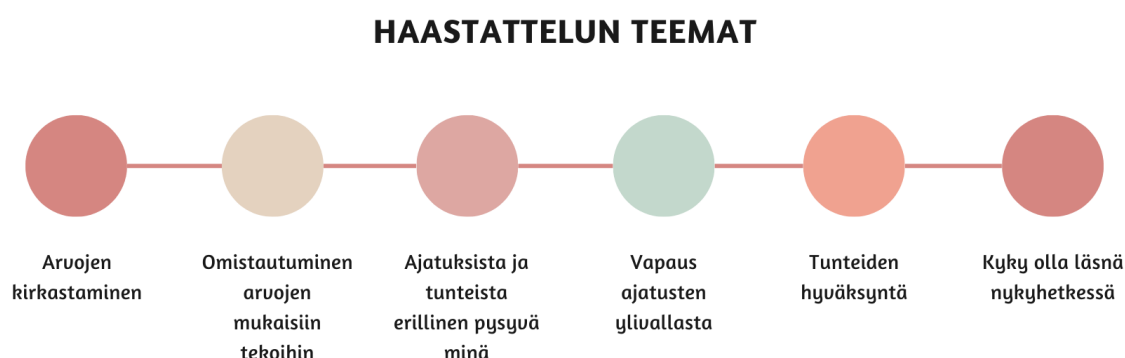 HAASTATTELUN TEEMAT
Arvojen
kirkastaminen
Omistautuminen
arvojen
mukaisiin
tekoihin
Ajatuksista ja
tunteista
erillinen pysyvä
minä
Vapaus
ajatusten
ylivallasta
Tunteiden
hyväksyntä
Kyky olla läsnä
nykyhetkessä